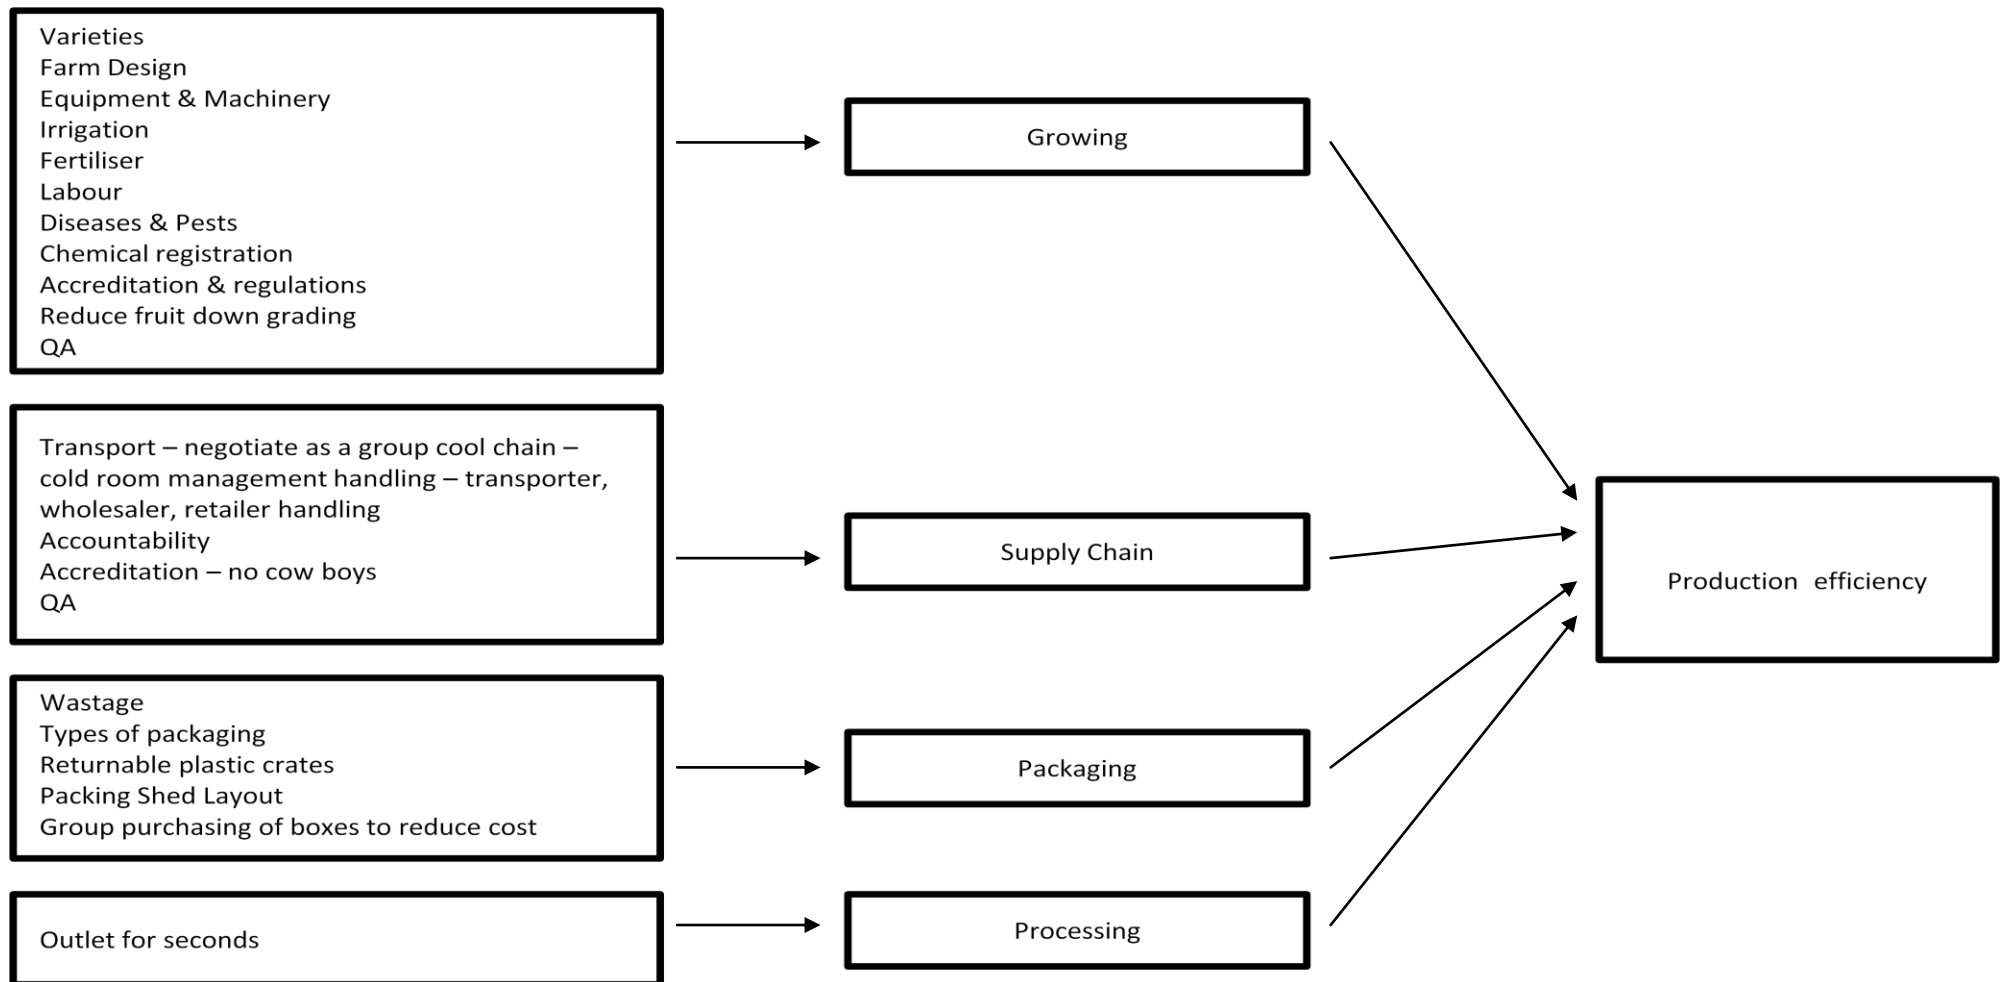 Varieties
Farm Design
Equipment & Machinery
Irrigation
Fertiliser
Labour
Diseases & Pests
Chemical registration
Accreditation & regulations
Reduce fruit down grading
QA
Growing
Transport – negotiate as a group cool chain –
cold room management handling – transporter,
wholesaler, retailer handling
Accountability
Accreditation – no cow boys
QA
Supply Chain
Wastage
Types of packaging
Returnable plastic crates
Packing Shed Layout
Group purchasing of boxes to reduce cost
Packaging
Outlet for seconds
Processing
Production efficiency